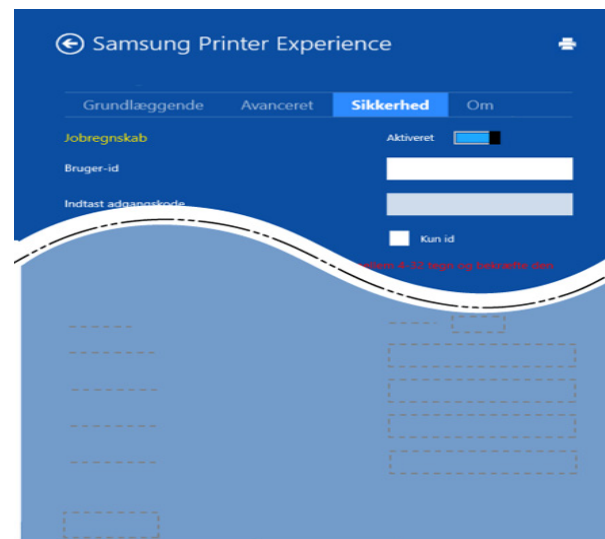 Samsung Printer Experience
Grundlæggende Avanceret Sikkerhed Om
Jobregnskab Aktiveret
Bruger-id
Indtast adgangskode
Kun id
4-32 tegn og bekræfte den